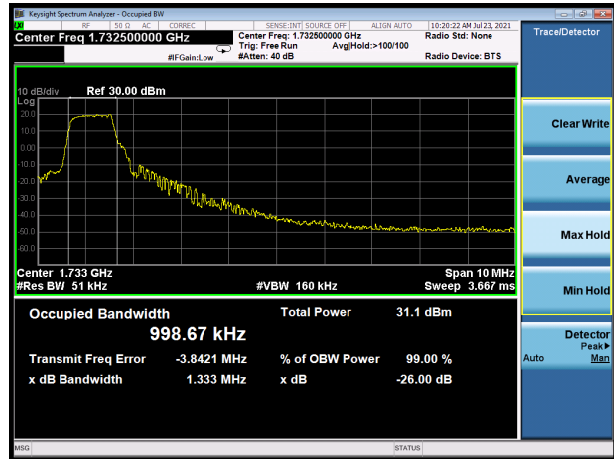 Keysight Spectrum Analyzer - Occupied BW
LXI RF 50 Ω AC CORREC SENSE:INT SOURCE OFF ALIGN AUTO 10:20:22 AM Jul 23, 2021
Center Freq 1.732500000 GHz
Center Freq: 1.732500000 GHz
Radio Std: None
Trig: Free Run Avg|Hold:>100/100
#IFGain:Low #Atten: 40 dB Radio Device: BTS
Trace/Detector
10 dB/div Ref 30.00 dBm
Log
20.0
10.0
0.00
-10.0
-20.0
-30.0
-40.0
-50.0
-60.0
Center 1.733 GHz Span 10 MHz
#Res BW 51 kHz #VBW 160 kHz Sweep 3.667 ms
Occupied Bandwidth Total Power 31.1 dBm
998.67 kHz
Transmit Freq Error -3.8421 MHz % of OBW Power 99.00 %
x dB Bandwidth 1.333 MHz x dB -26.00 dB
Clear Write
Average
Max Hold
Min Hold
Detector
Peak▶
Auto Man
MSG STATUS